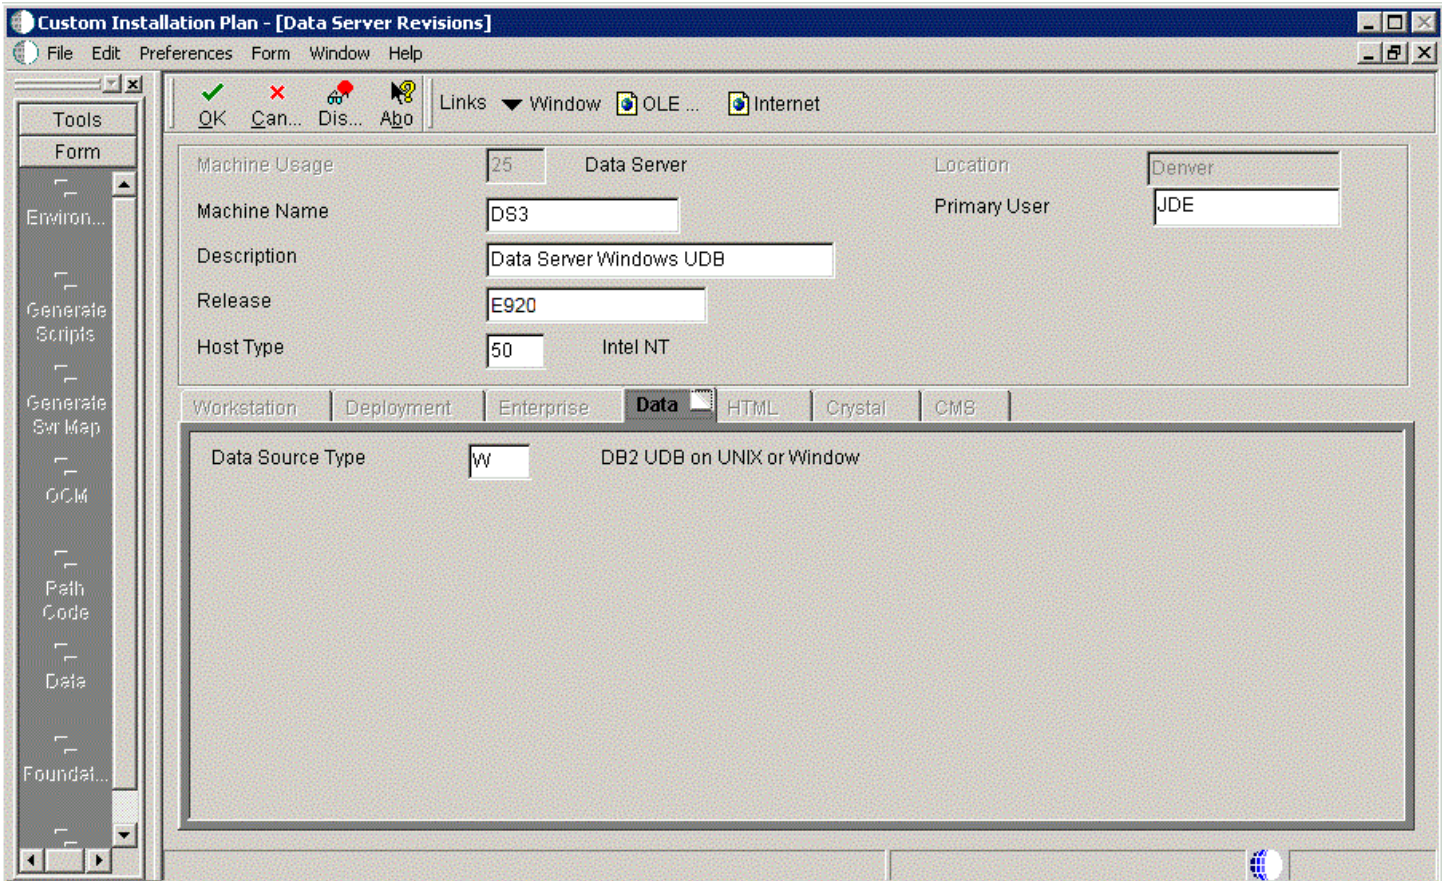 Custom Installation Plan - [Data Server Revisions]
File Edit Preferences Form Window Help
Tools
Form
Environ...
Generate
Scripts
Generate
Svr Map
OCM
Path
Code
Data
Foundat...
OK Can... Dis... Abo Links Window OLE ... Internet
Machine Usage 25 Data Server Location Denver
Machine Name DS3 Primary User JDE
Description Data Server Windows UDB
Release E920
Host Type 50 Intel NT
Workstation Deployment Enterprise Data HTML Crystal CMB
Data Source Type W DB2 UDB on UNIX or Window